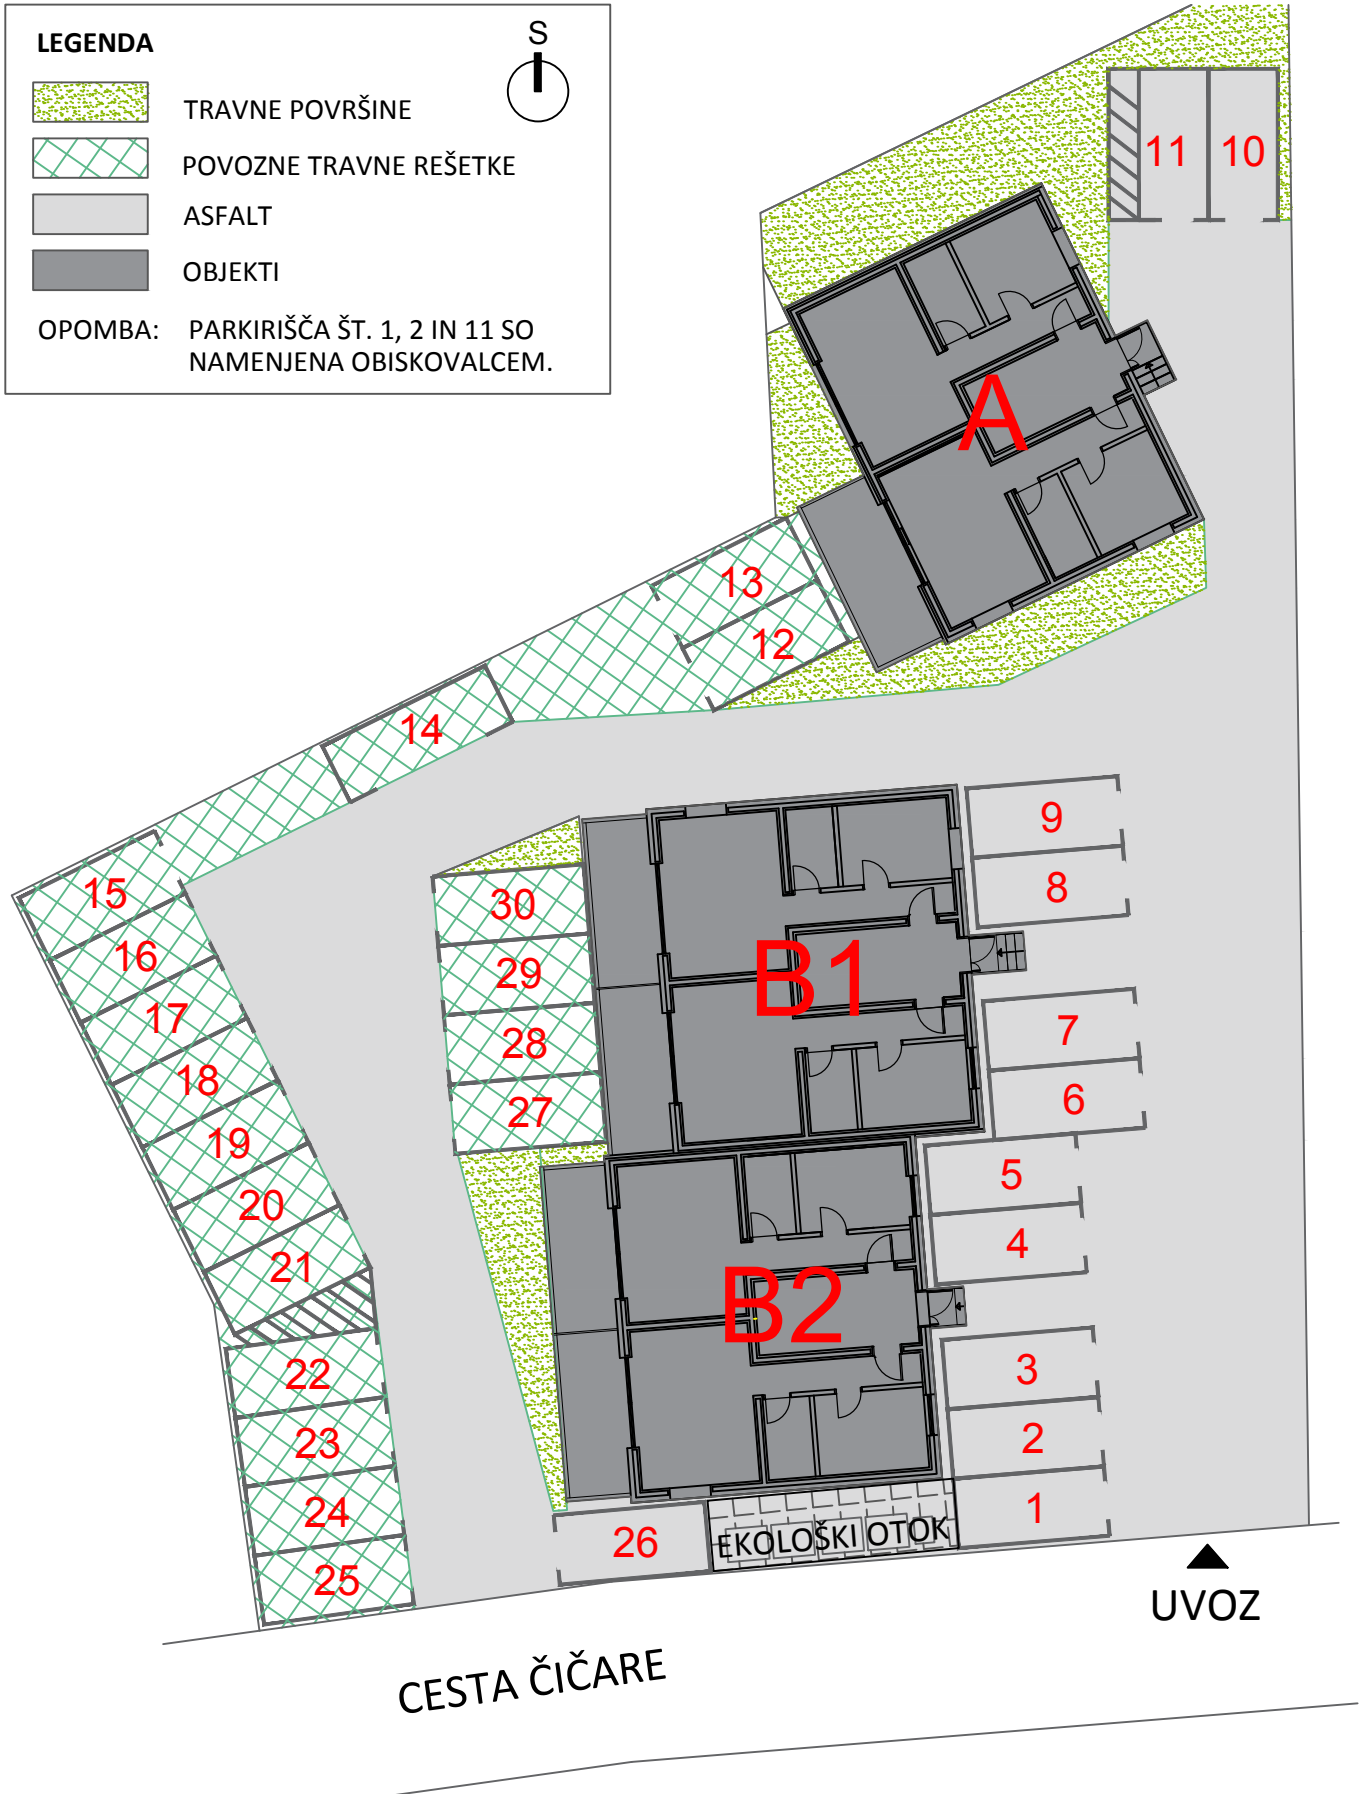 LEGENDA
S
TRAVNE POVRŠINE
POVOZNE TRAVNE REŠETKE
ASFALT
OBJEKTI
OPOMBA: PARKIRIŠČA ŠT. 1, 2 IN 11 SO
NAMENJENA OBISKOVALCEM.
11
10
A
13
12
14
9
8
15
16
17
18
19
20
21
30
29
28
27
B1
7
6
5
4
B2
22
23
24
25
3
2
1
26
EKOLOŠKI OTOK
UVOZ
CESTA ČIČARE